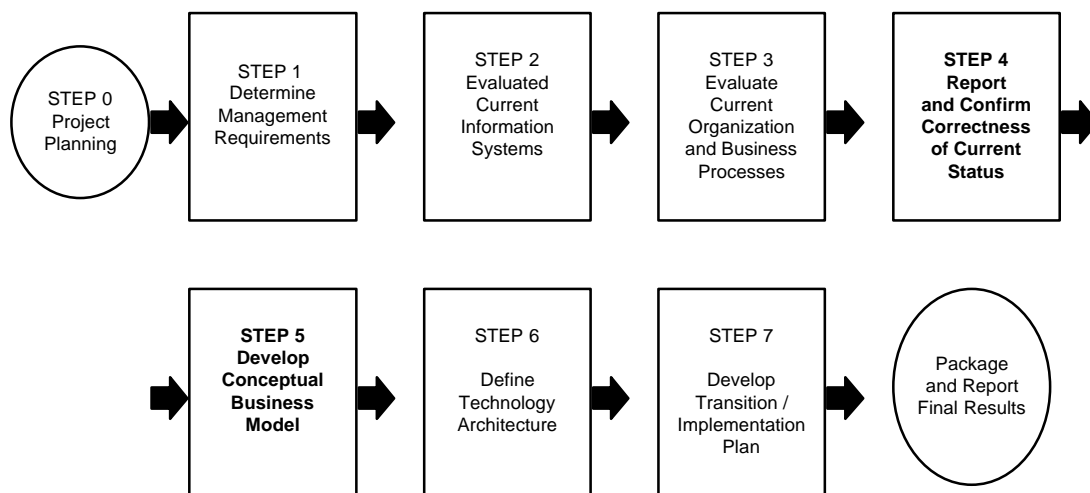 STEP 0
Project
Planning
STEP 1
Determine
Management
Requirements
STEP 2
Evaluated
Current
Information
Systems
STEP 3
Evaluate
Current
Organization
and Business
Processes
STEP 4
Report
and Confirm
Correctness
of Current
Status
STEP 5
Develop
Conceptual
Business
Model
STEP 6
Define
Technology
Architecture
STEP 7
Develop
Transition /
Implementation
Plan
Package
and Report
Final Results